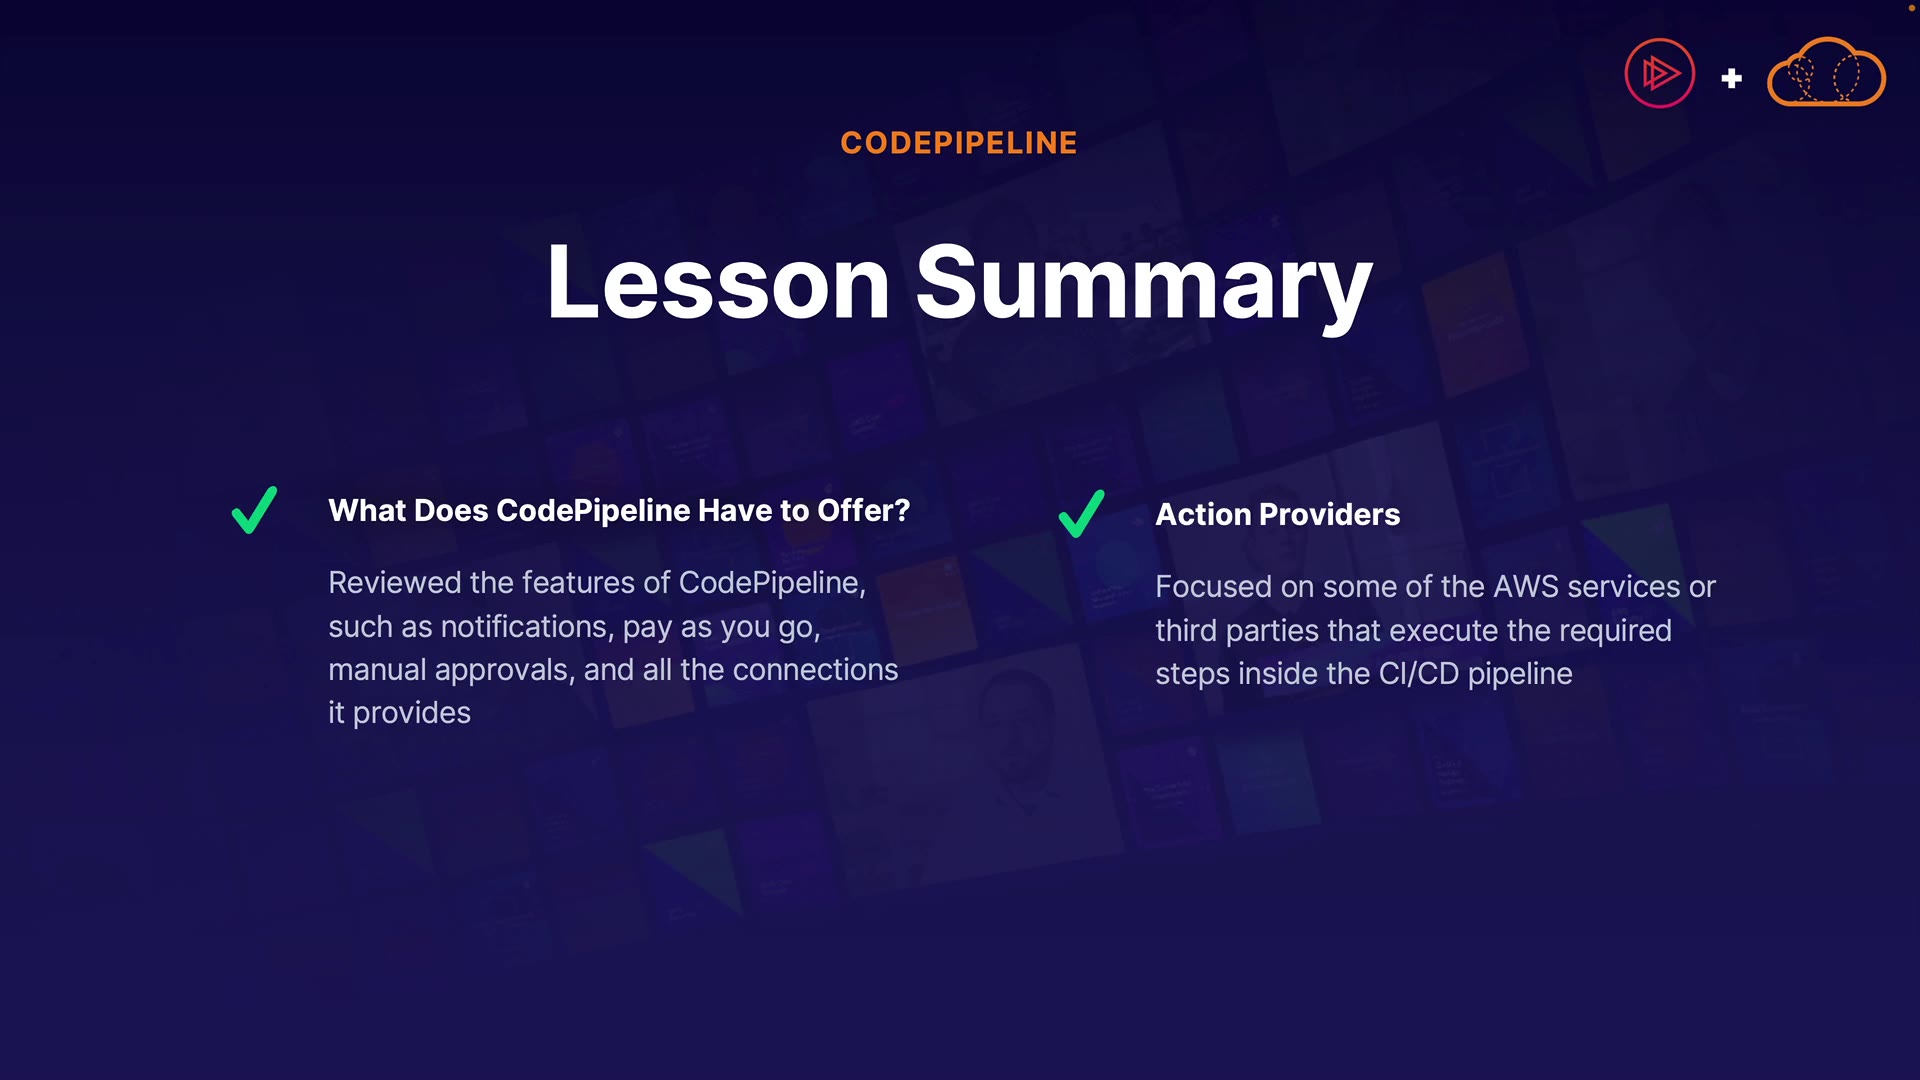 CODEPIPELINE
Lesson Summary
What Does CodePipeline Have to Offer?
Reviewed the features of CodePipeline,
such as notifications, pay as you go,
manual approvals, and all the connections
it provides
Action Providers
Focused on some of the AWS services or
third parties that execute the required
steps inside the CI/CD pipeline